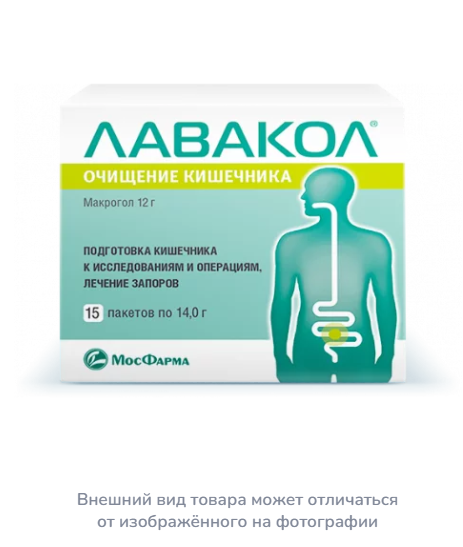 ЛАВАКОЛ®
ОЧИЩЕНИЕ КИШЕЧНИКА
Макрогол 12 г
ПОДГОТОВКА КИШЕЧНИКА
К ИССЛЕДОВАНИЯМ И ОПЕРАЦИЯМ,
ЛЕЧЕНИЕ ЗАПОРОВ
15 пакетов по 14,0 г
МосФарма
Внешний вид товара может отличаться
от изображённого на фотографии